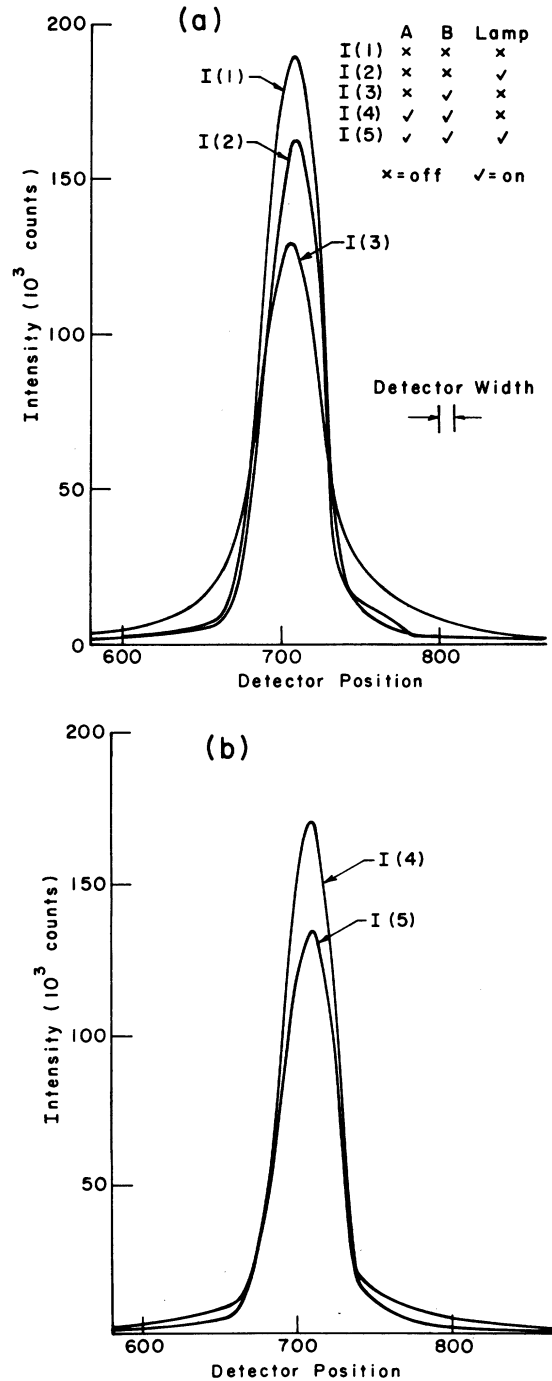 (a)
A B Lamp
I(1) × × ×
I(2) × × ✓
I(3) × ✓ ×
I(4) ✓ ✓ ×
I(5) ✓ ✓ ✓
×=off ✓=on
200
150
100
50
0
Intensity (10³ counts)
I(1)
I(2)
I(3)
Detector Width
600 700 800
Detector Position
(b)
200
150
100
50
Intensity (10³ counts)
I(4)
I(5)
600 700 800
Detector Position